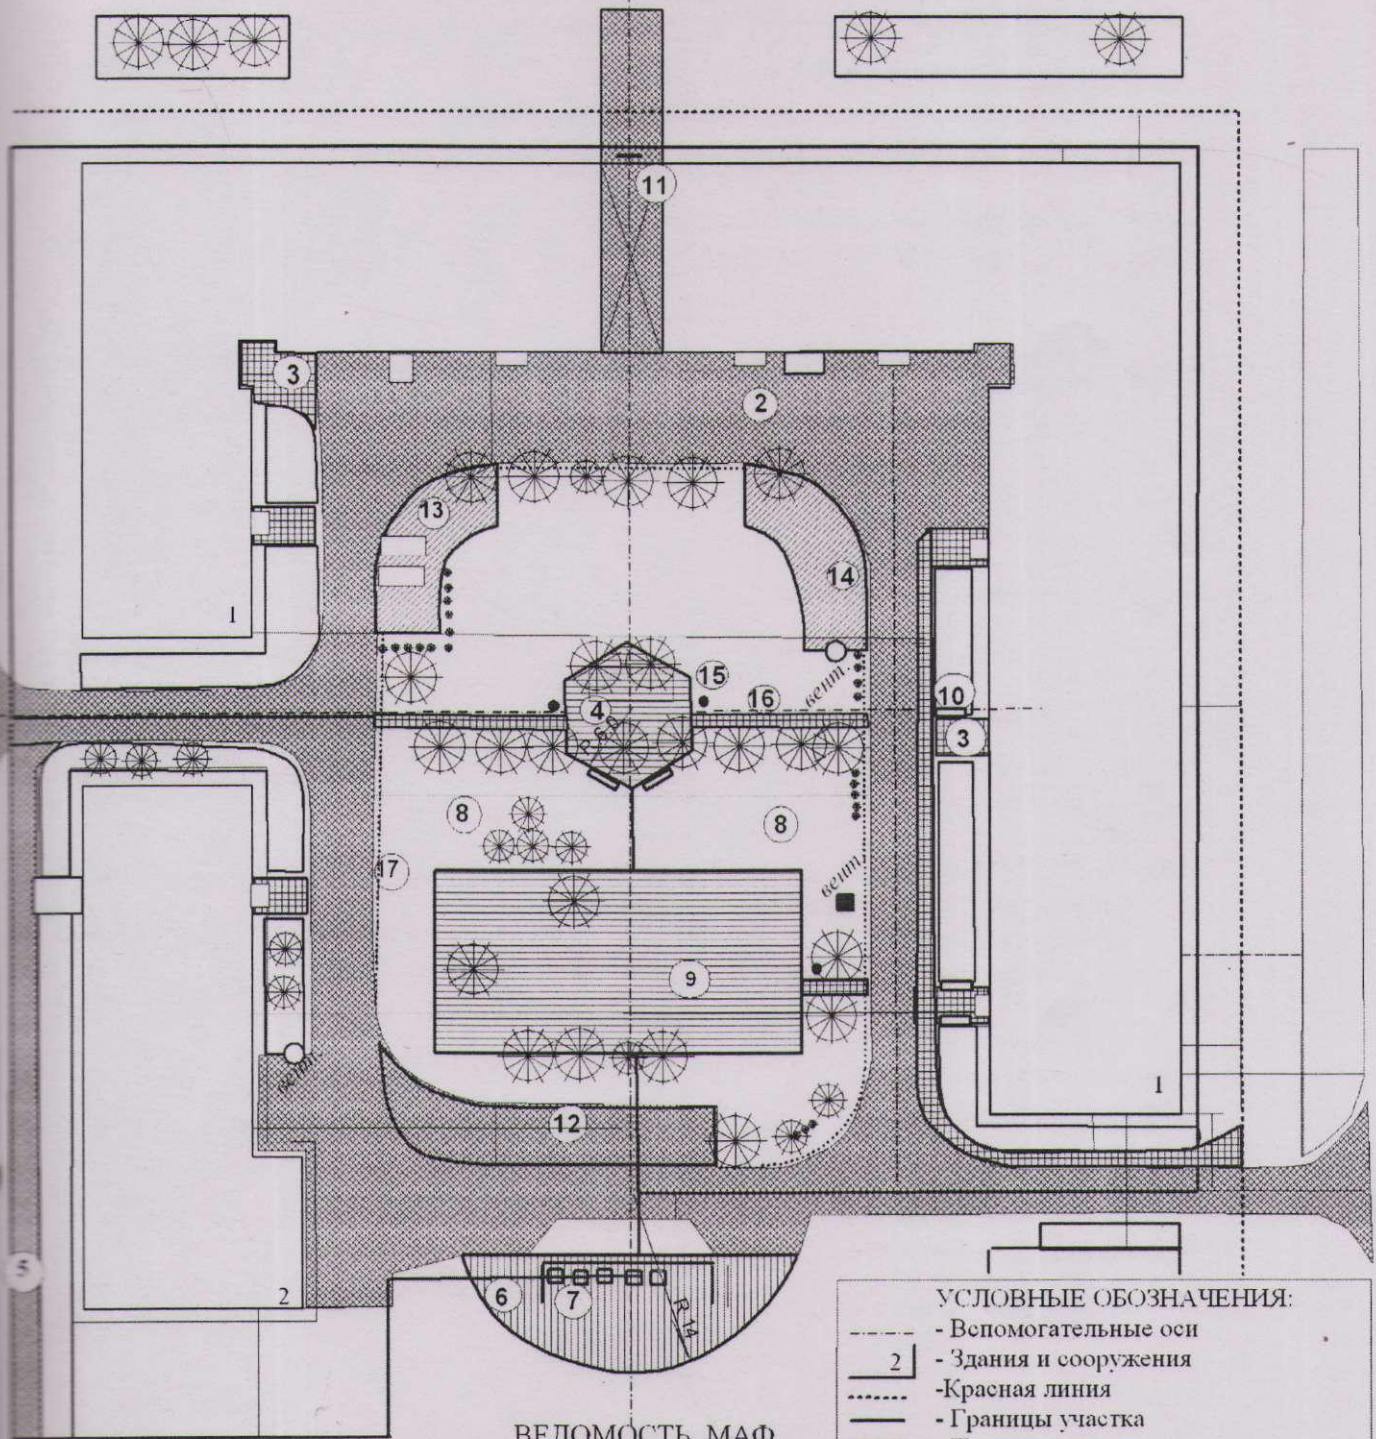 11
3
2
13
14
1
15
10
16
вент.
4
3
R 6,9
8
8
17
вент.
9
вент.
1
12
5
2
6
7
R 14
УСЛОВНЫЕ ОБОЗНАЧЕНИЯ:
- Вспомогательные оси
2 - Здания и сооружения
-Красная линия
- Границы участка
ВЕДОМОСТЬ МАФ